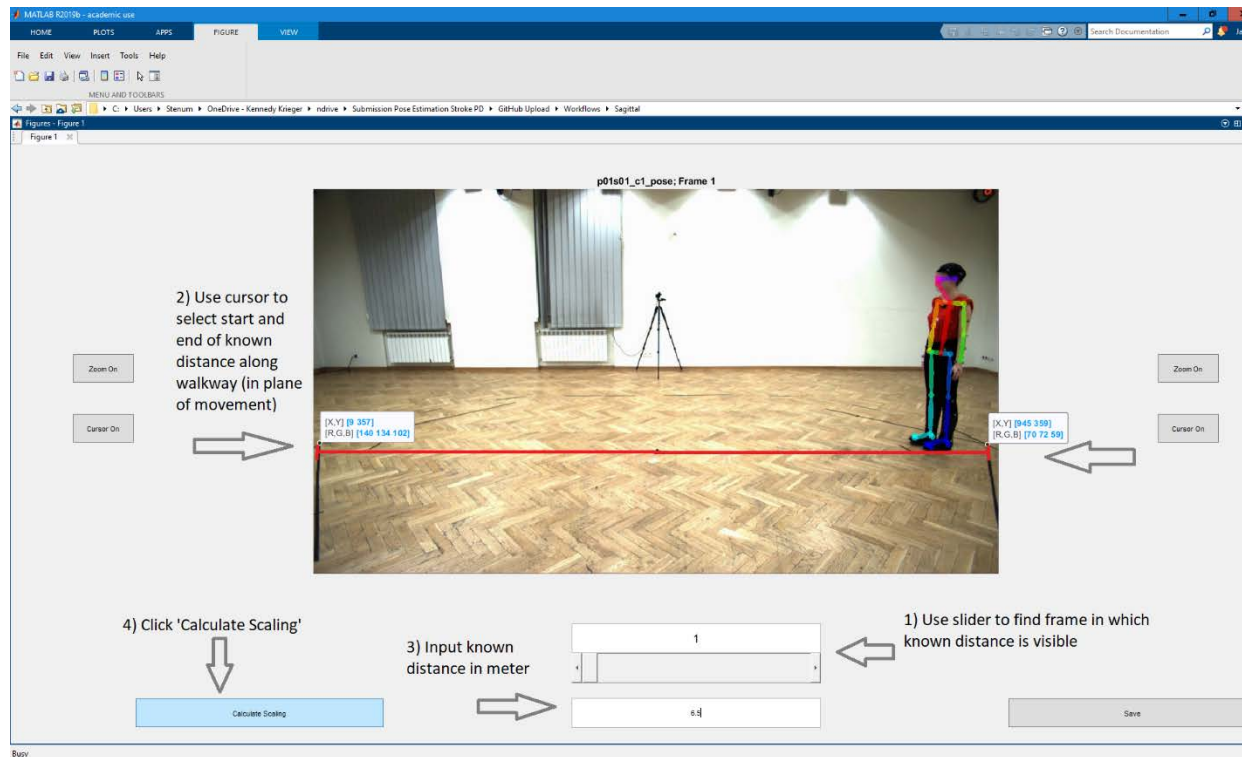 MATLAB R2019b - academic use
HOME PLOTS APPS FIGURE VIEW
Search Documentation
Ja
File Edit View Insert Tools Help
MENU AND TOOLBARS
C: Users Stenum OneDrive - Kennedy Krieger ndrive Submission Pose Estimation Stroke PD GitHub Upload Workflows Sagittal
Figures - Figure 1
Figure 1
p01s01_c1_pose; Frame 1
2) Use cursor to
select start and
end of known
distance along
walkway (in plane
of movement)
Zoom On
Cursor On
[X,Y] [9 357]
[R,G,B] [140 134 102]
[X,Y] [945 359]
[R,G,B] [70 72 59]
Zoom On
Cursor On
4) Click 'Calculate Scaling'
3) Input known
distance in meter
1
1) Use slider to find frame in which
known distance is visible
Calculate Scaling
6.5
Save
Busy